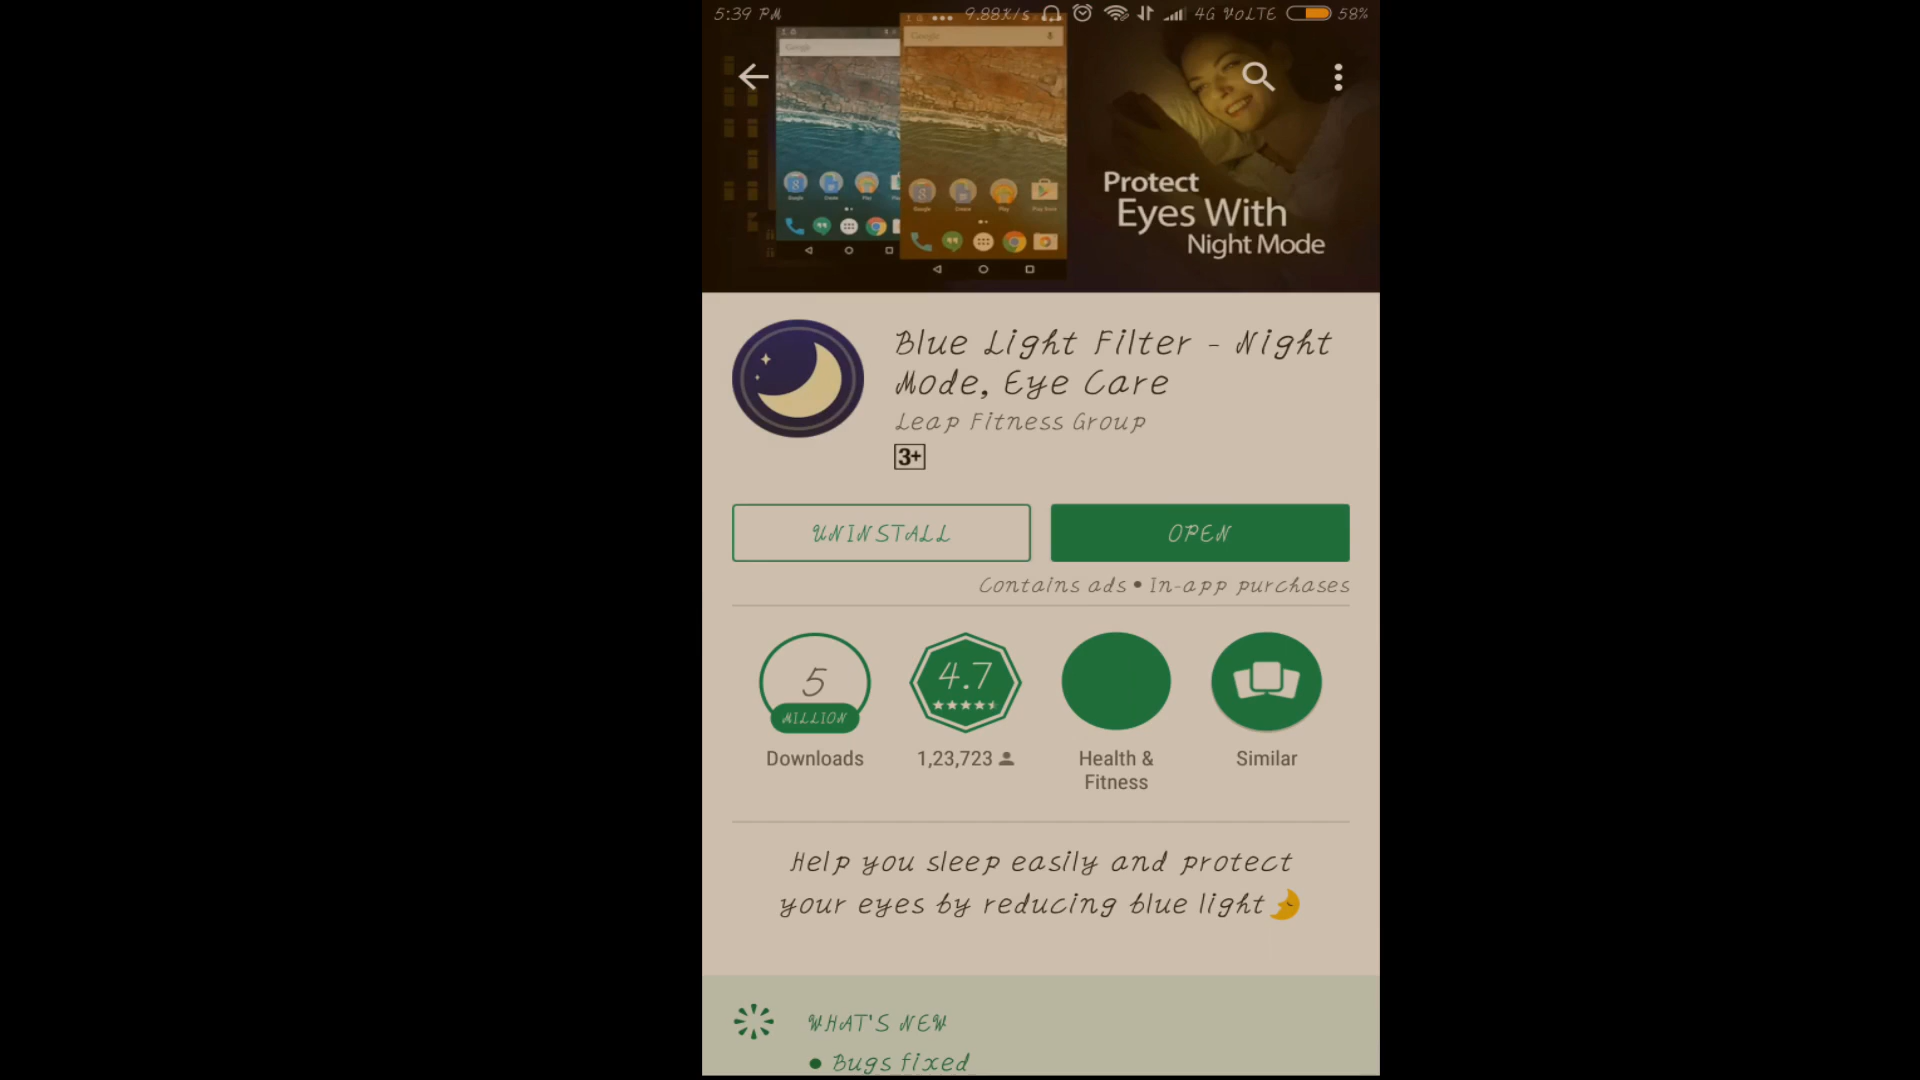 5:39 PM 9.88K/s 4G VoLTE 58%
Google
Google
Protect
Eyes With
Night Mode
Blue Light Filter - Night
Mode, Eye Care
Leap Fitness Group
3+
UNINSTALL
OPEN
Contains ads • In-app purchases
5
MILLION
4.7
Downloads
1,23,723
Health &
Fitness
Similar
Help you sleep easily and protect
your eyes by reducing blue light
WHAT'S NEW
• Bugs fixed